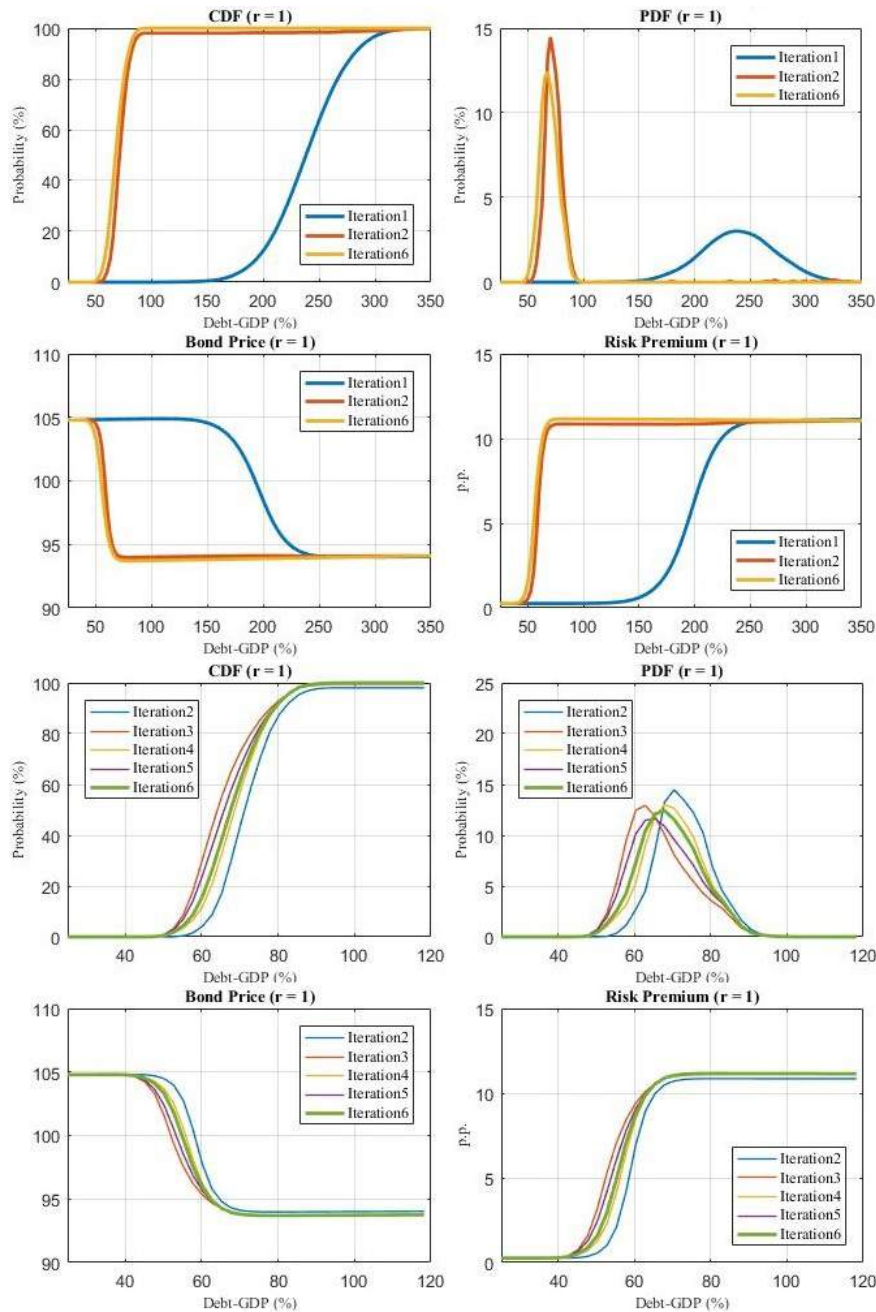 CDF (r = 1)
Probability (%)
100
80
60
40
20
0
Iteration1
Iteration2
Iteration6
50 100 150 200 250 300 350
Debt-GDP (%)
PDF (r = 1)
Probability (%)
15
10
5
0
Iteration1
Iteration2
Iteration6
50 100 150 200 250 300 350
Debt-GDP (%)
Bond Price (r = 1)
110
105
100
95
90
Iteration1
Iteration2
Iteration6
50 100 150 200 250 300 350
Debt-GDP (%)
Risk Premium (r = 1)
p.p.
15
10
5
0
Iteration1
Iteration2
Iteration6
50 100 150 200 250 300 350
Debt-GDP (%)
CDF (r = 1)
Probability (%)
100
80
60
40
20
0
Iteration2
Iteration3
Iteration4
Iteration5
Iteration6
40 60 80 100 120
Debt-GDP (%)
PDF (r = 1)
Probability (%)
25
20
15
10
5
0
Iteration2
Iteration3
Iteration4
Iteration5
Iteration6
40 60 80 100 120
Debt-GDP (%)
Bond Price (r = 1)
110
105
100
95
90
Iteration2
Iteration3
Iteration4
Iteration5
Iteration6
40 60 80 100 120
Debt-GDP (%)
Risk Premium (r = 1)
p.p.
15
10
5
0
Iteration2
Iteration3
Iteration4
Iteration5
Iteration6
40 60 80 100 120
Debt-GDP (%)